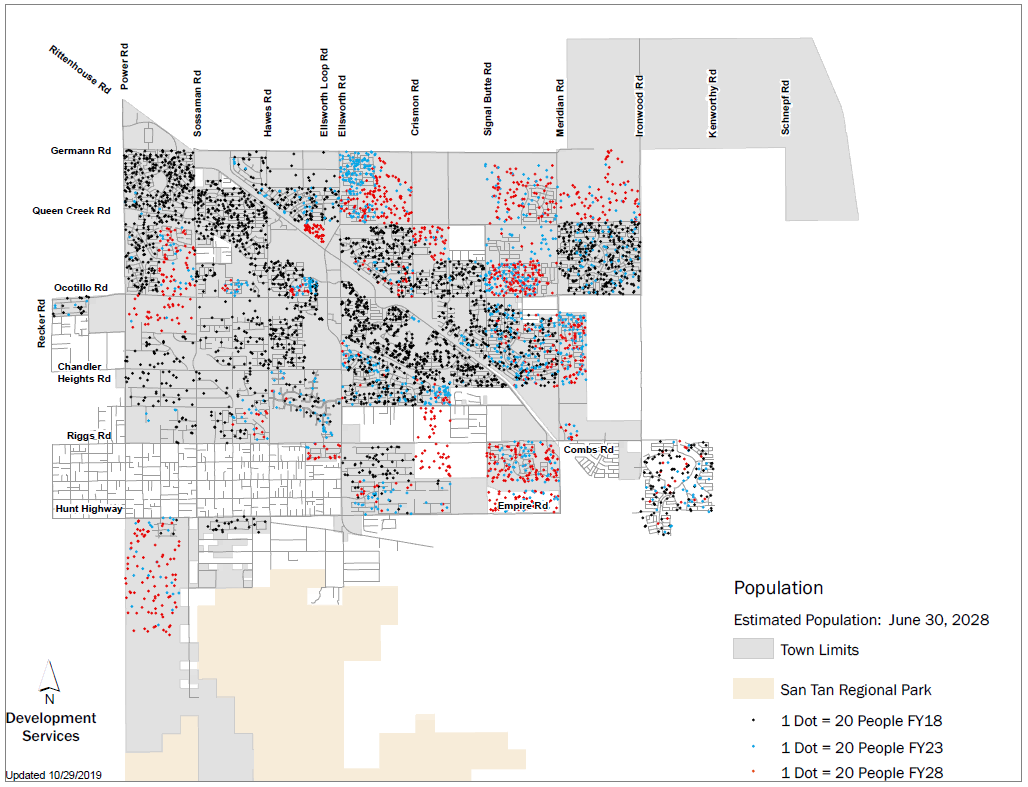 Rittenhouse Rd
Power Rd
Sossaman Rd
Hawes Rd
Ellsworth Loop Rd
Ellsworth Rd
Crismon Rd
Signal Butte Rd
Meridian Rd
Ironwood Rd
Kenworthy Rd
Schnepf Rd
Germann Rd
Queen Creek Rd
Ocotillo Rd
Recker Rd
Chandler
Heights Rd
Riggs Rd
Combs Rd
Hunt Highway
Empire Rd
Population
Estimated Population: June 30, 2028
Town Limits
San Tan Regional Park
1 Dot = 20 People FY18
1 Dot = 20 People FY23
1 Dot = 20 People FY28
N
Development
Services
Updated 10/29/2019